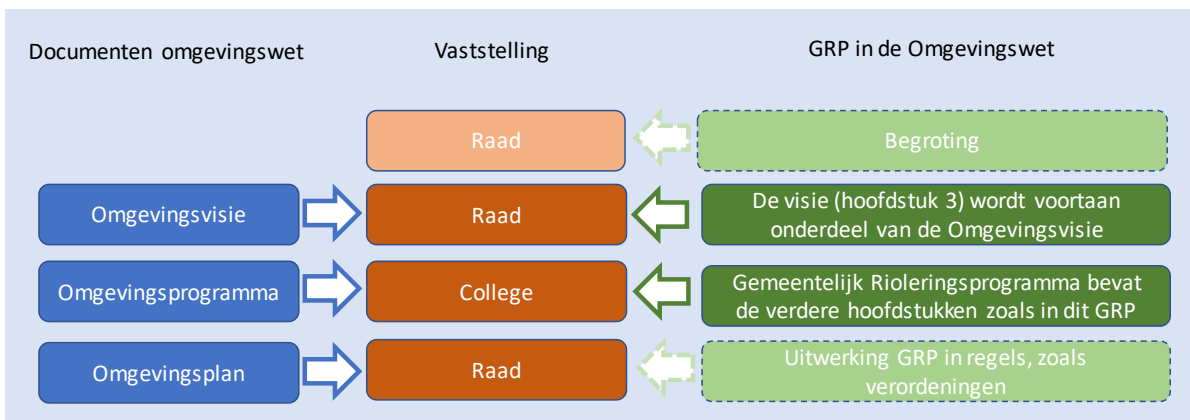 Documenten omgevingswet
Vaststelling
GRP in de Omgevingswet
Raad
Begroting
Omgevingsvisie
Raad
De visie (hoofdstuk 3) wordt voortaan
onderdeel van de Omgevingsvisie
Omgevingsprogramma
College
Gemeentelijk Rioleringsprogramma bevat
de verdere hoofdstukken zoals in dit GRP
Omgevingsplan
Raad
Uitwerking GRP in regels, zoals
verordeningen